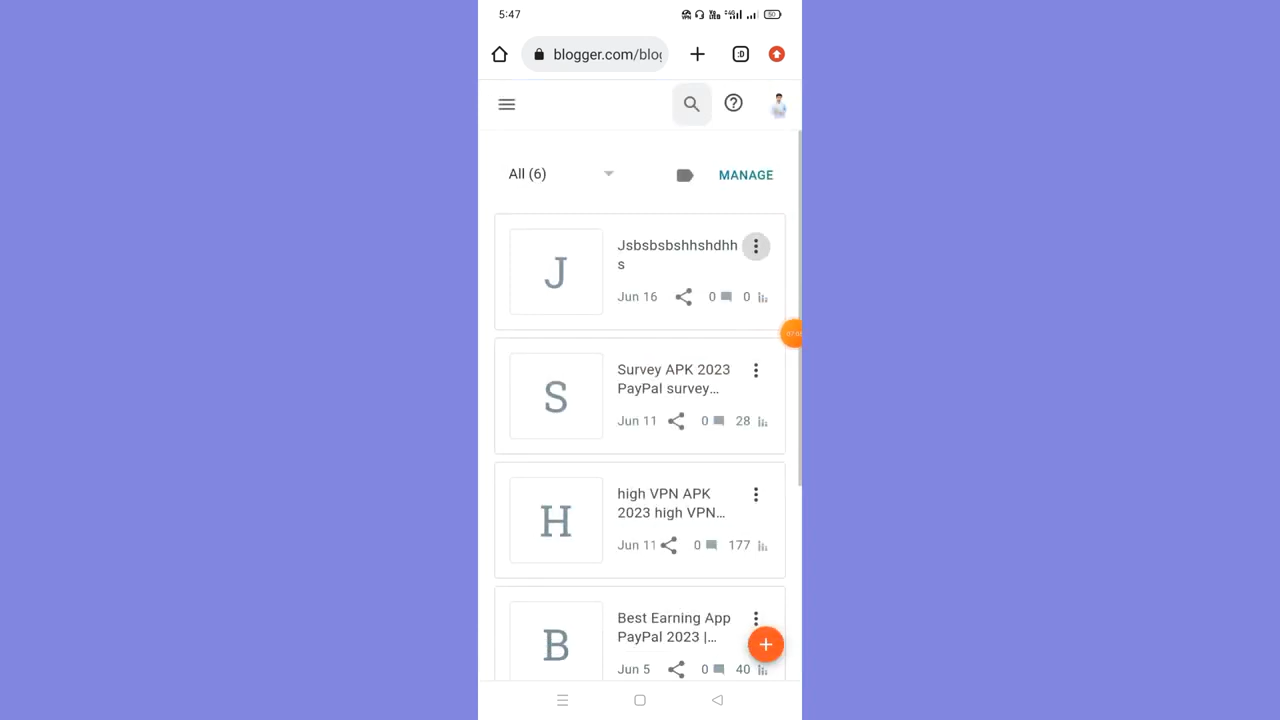 5:47
50
blogger.com/blog
:D
All (6)
MANAGE
J
Jsbsbsbshhshdhh
s
Jun 16
0
0
S
Survey APK 2023
PayPal survey...
Jun 11
0
28
H
high VPN APK
2023 high VPN...
Jun 11
0
177
B
Best Earning App
PayPal 2023 |...
Jun 5
0
40